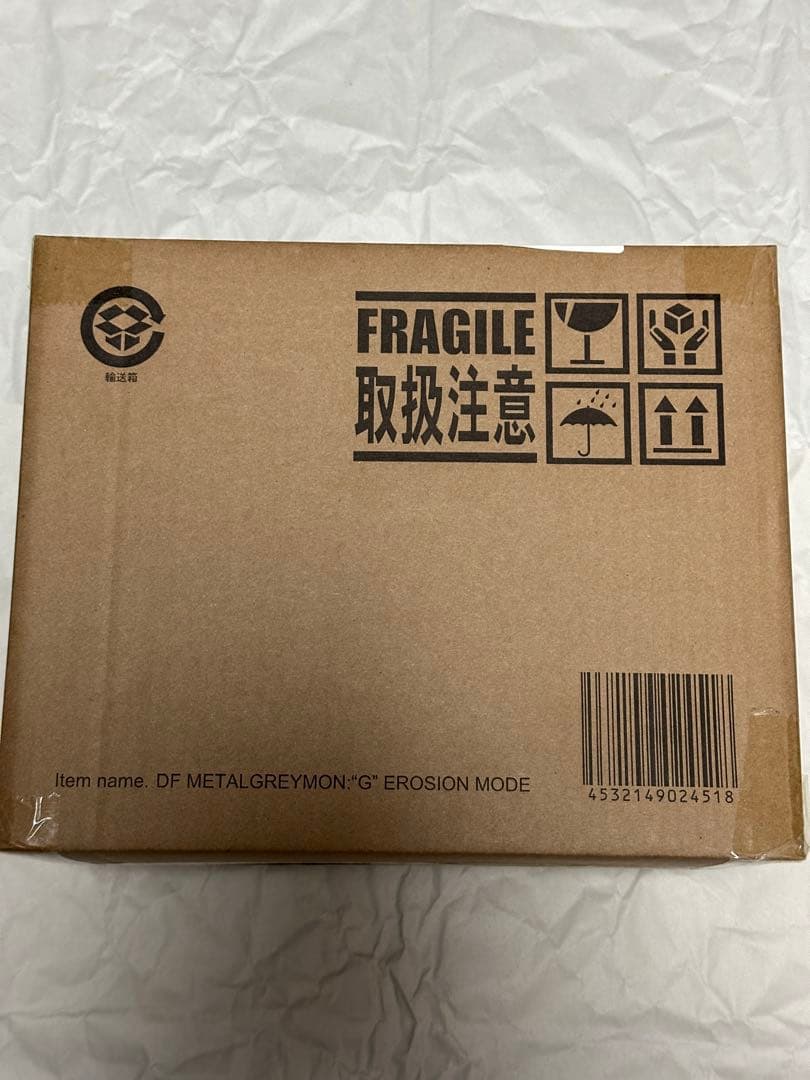 輸送箱
FRAGILE
取扱注意
Item name. DF METALGREYMON:“G” EROSION MODE
4532149024518